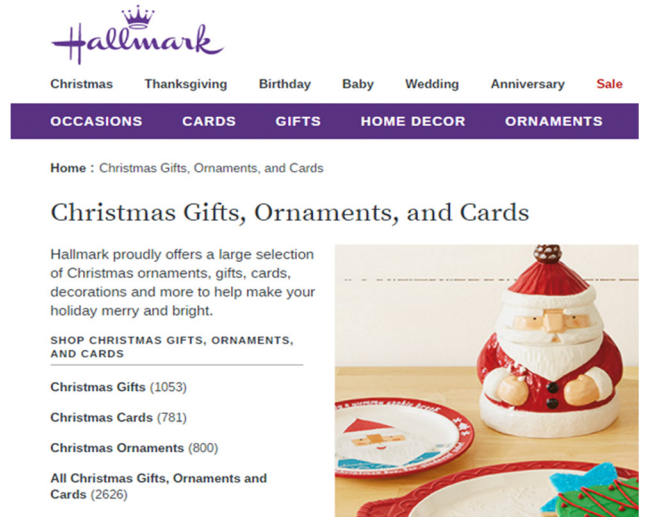 Hallmark
Christmas Thanksgiving Birthday Baby Wedding Anniversary Sale
OCCASIONS CARDS GIFTS HOME DECOR ORNAMENTS
Home : Christmas Gifts, Ornaments, and Cards
Christmas Gifts, Ornaments, and Cards
Hallmark proudly offers a large selection
of Christmas ornaments, gifts, cards,
decorations and more to help make your
holiday merry and bright.
SHOP CHRISTMAS GIFTS, ORNAMENTS,
AND CARDS
Christmas Gifts (1053)
Christmas Cards (781)
Christmas Ornaments (800)
All Christmas Gifts, Ornaments and
Cards (2626)